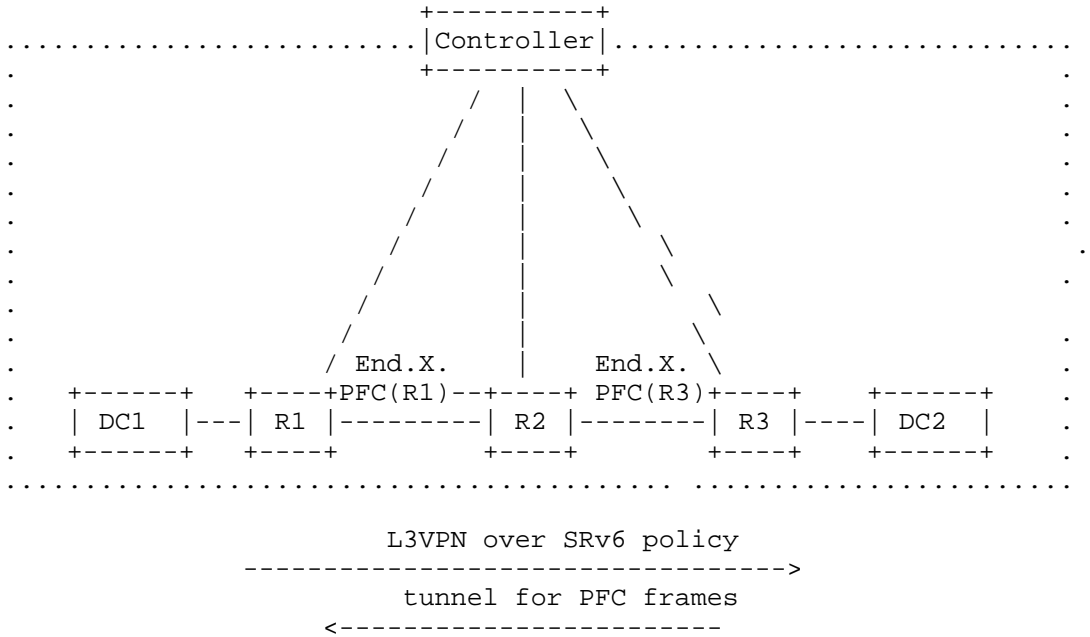 Controller
End.X. End.X.
PFC(R1) PFC(R3)
DC1 R1 R2 R3 DC2
L3VPN over SRv6 policy
tunnel for PFC frames